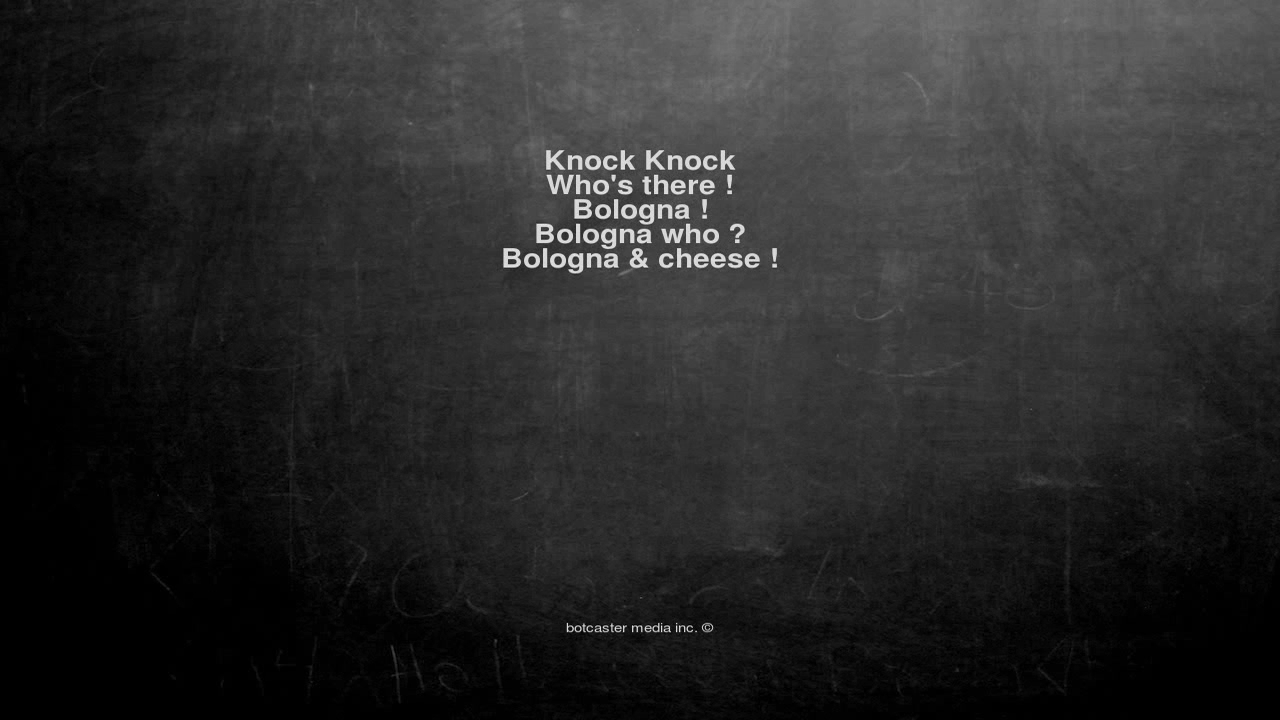 Knock Knock
Who's there !
Bologna !
Bologna who ?
Bologna & cheese !
botcaster media inc. ©